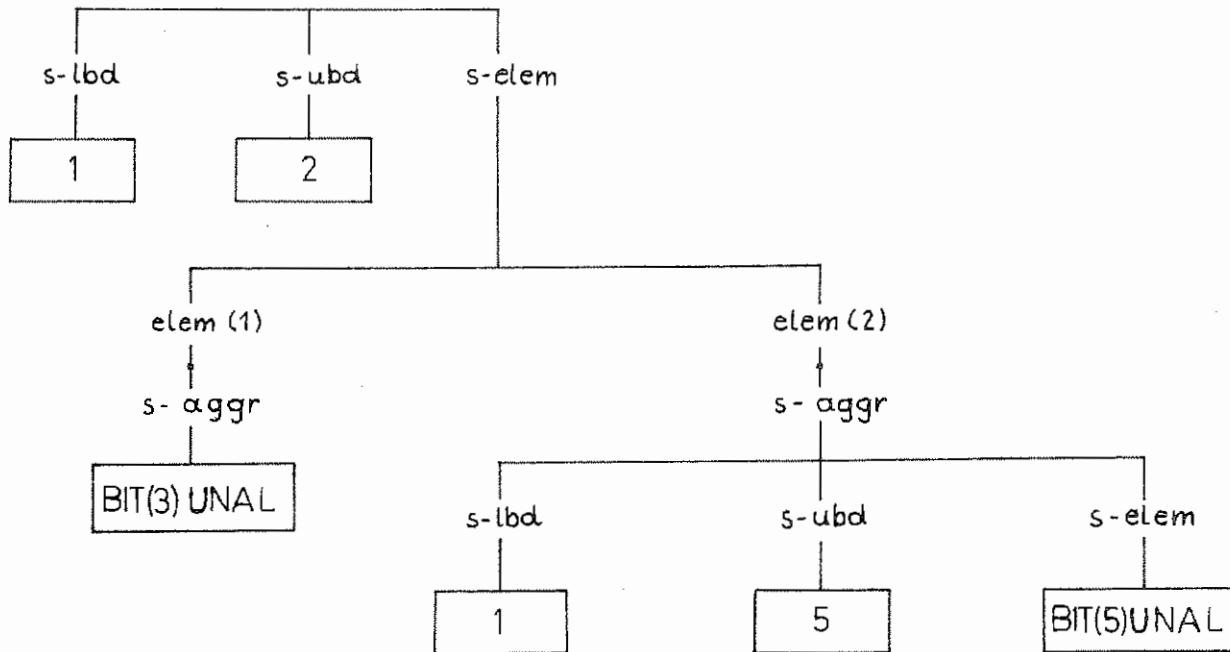 s-lbd s-ubd s-elem
1 2
elem (1) elem (2)
s- aggr s- aggr
BIT(3) UNAL
s-lbd s-ubd s-elem
1 5 BIT(5)UNAL